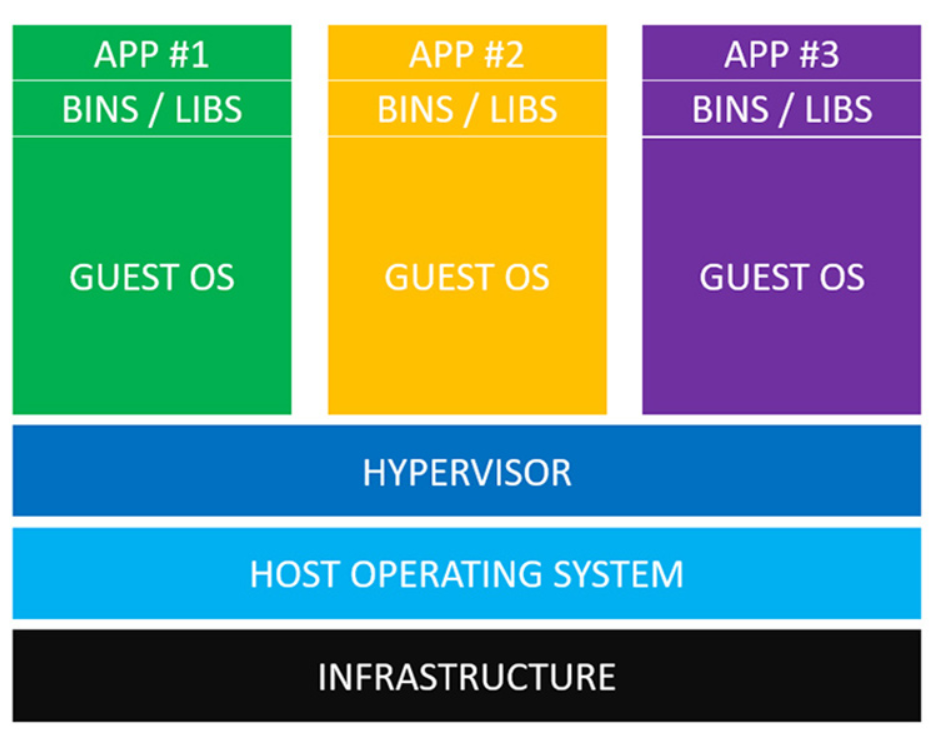 APP #1
BINS / LIBS
GUEST OS
APP #2
BINS / LIBS
GUEST OS
APP #3
BINS / LIBS
GUEST OS
HYPERVISOR
HOST OPERATING SYSTEM
INFRASTRUCTURE